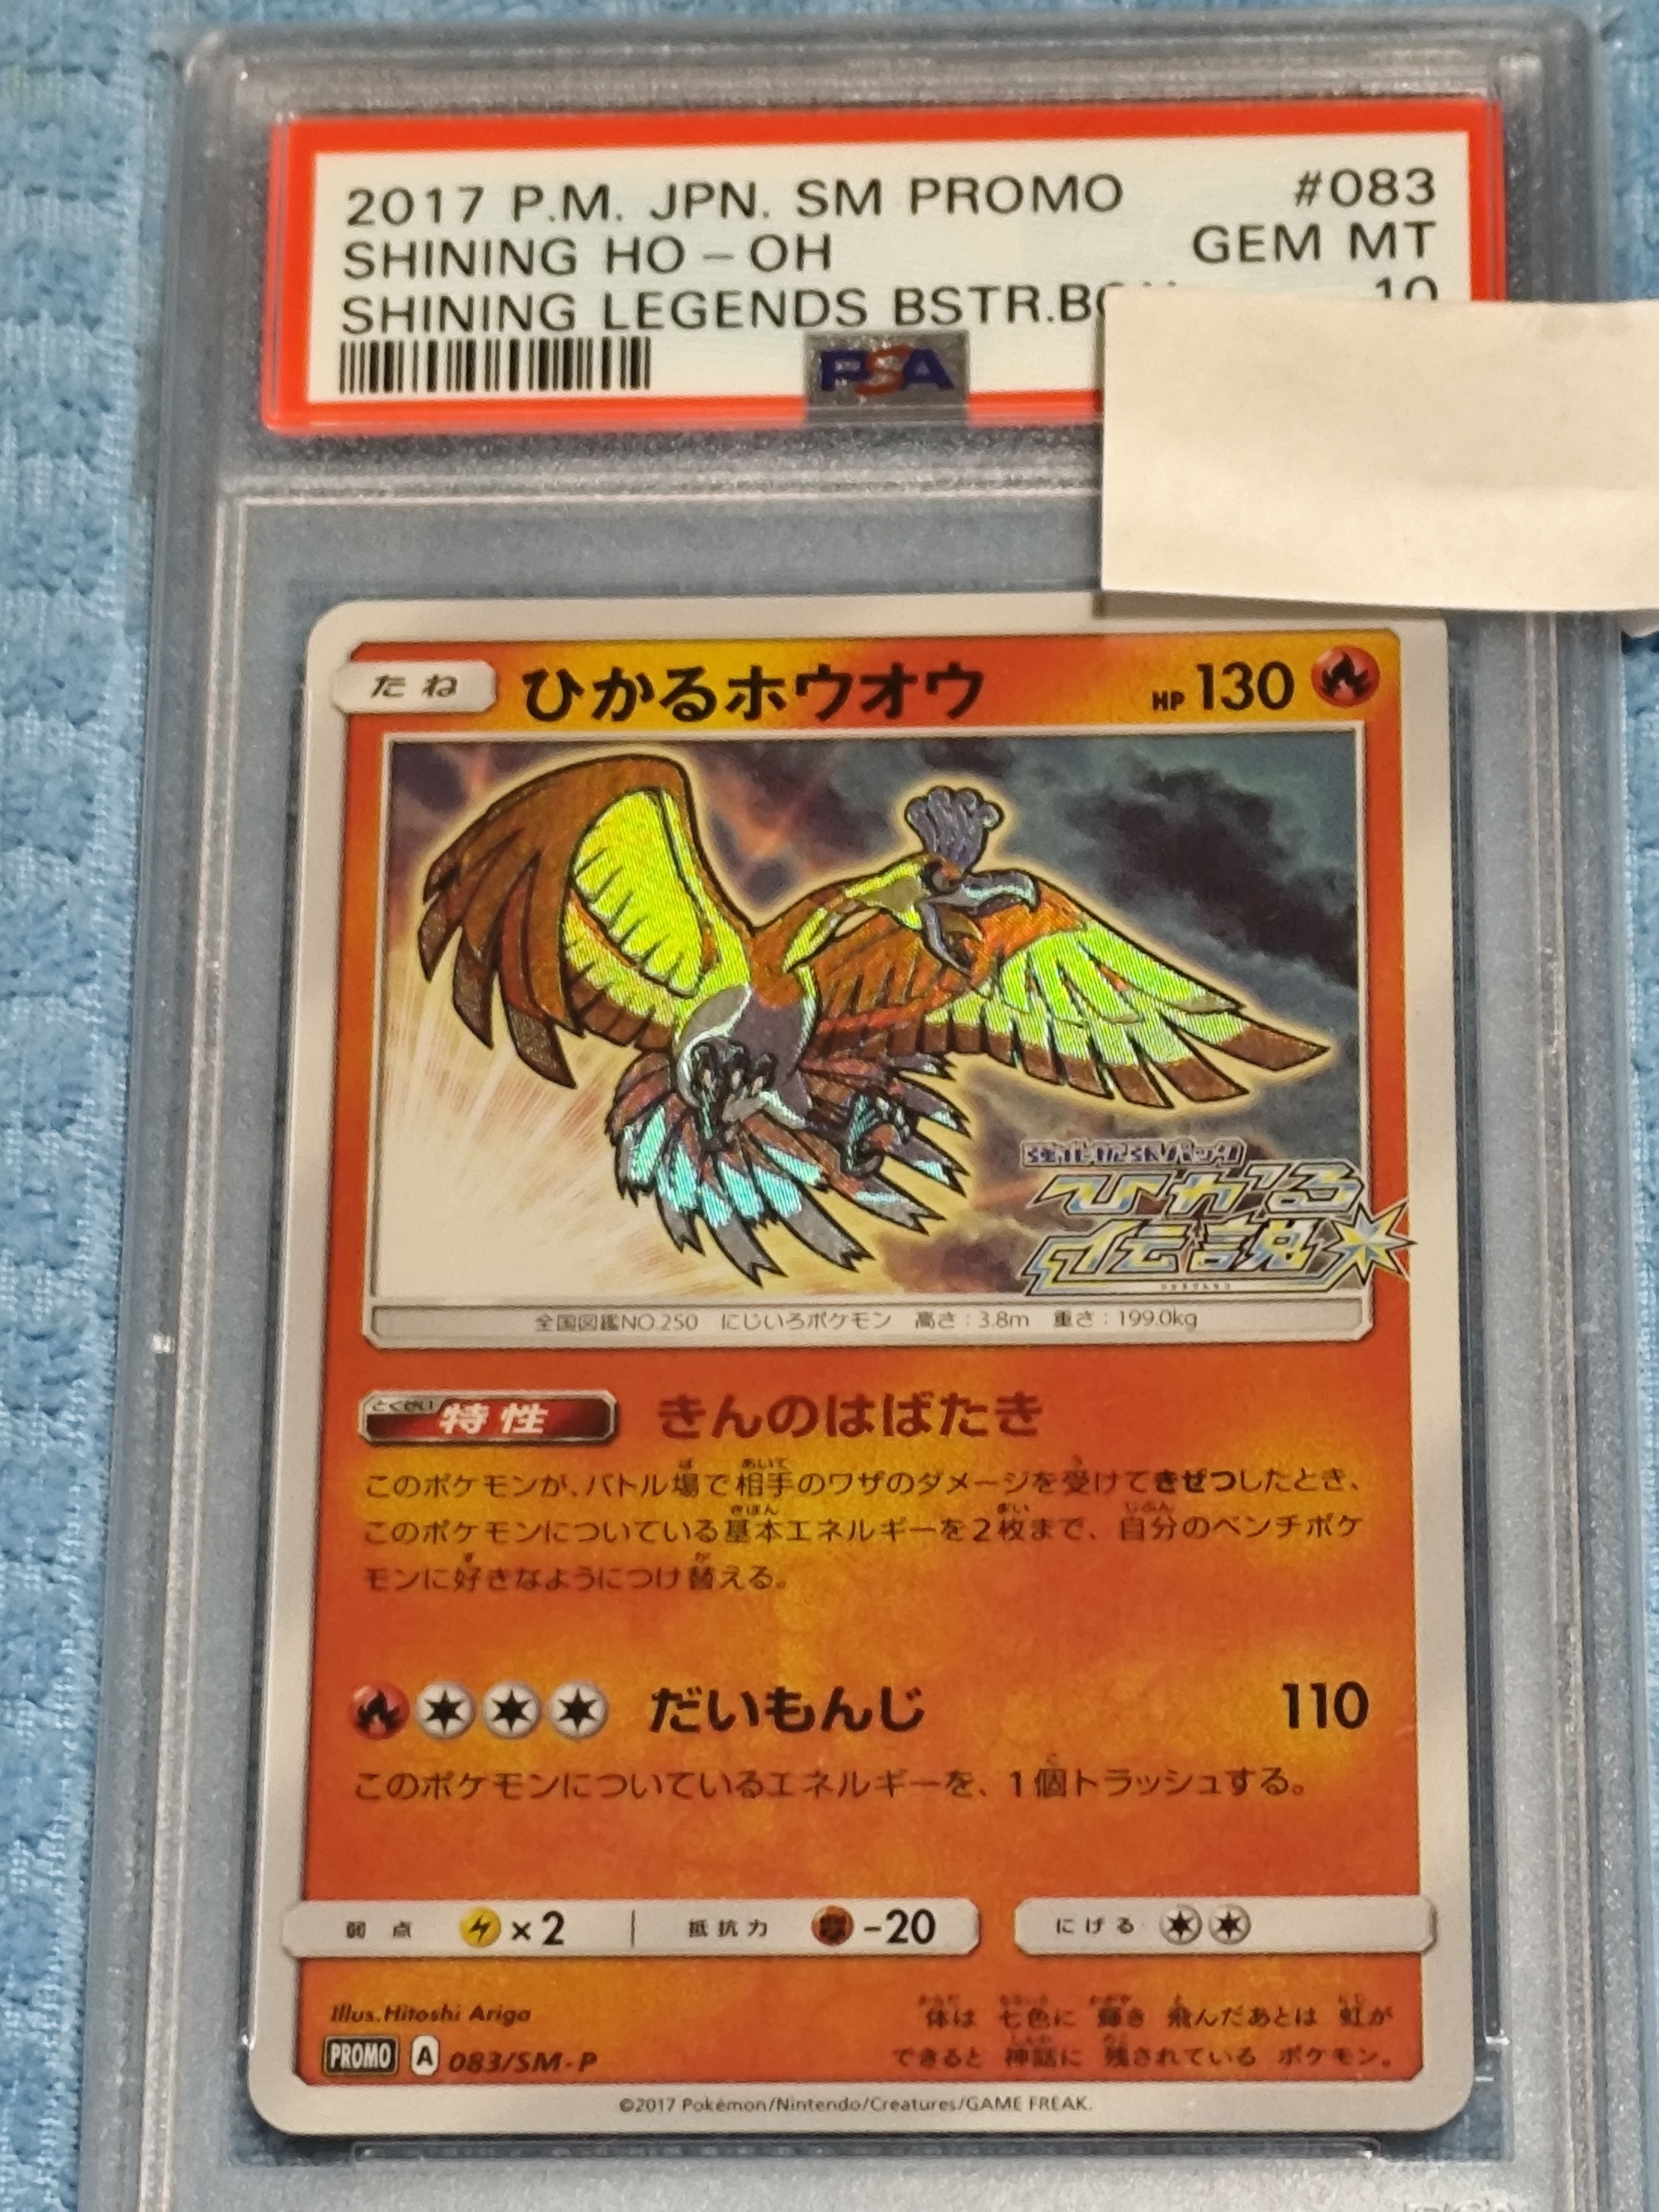 2017 P.M. JPN. SM PROMO #083
SHINING HO-OH GEM MT
SHINING LEGENDS BSTR. 10
PSA
たね ひかるホウオウ HP 130
強化拡張パック
ひかる
伝説
全国図鑑NO.250 にじいろポケモン 高さ:3.8m 重さ:199.0kg
特性 きんのはばたき
このポケモンが、バトル場で相手のワザのダメージを受けてきぜつしたとき、
このポケモンについている基本エネルギーを2枚まで、自分のベンチポケ
モンに好きなようにつけ替える。
だいもんじ 110
このポケモンについているエネルギーを、1個トラッシュする。
弱点 ×2 抵抗力 -20 にげる
Illus. Hitoshi Ariga
体は 七色に 輝き 飛んだあとは 虹が
できると 神話に 残されている ポケモン。
PROMO A 083/SM-P
©2017 Pokémon/Nintendo/Creatures/GAME FREAK.